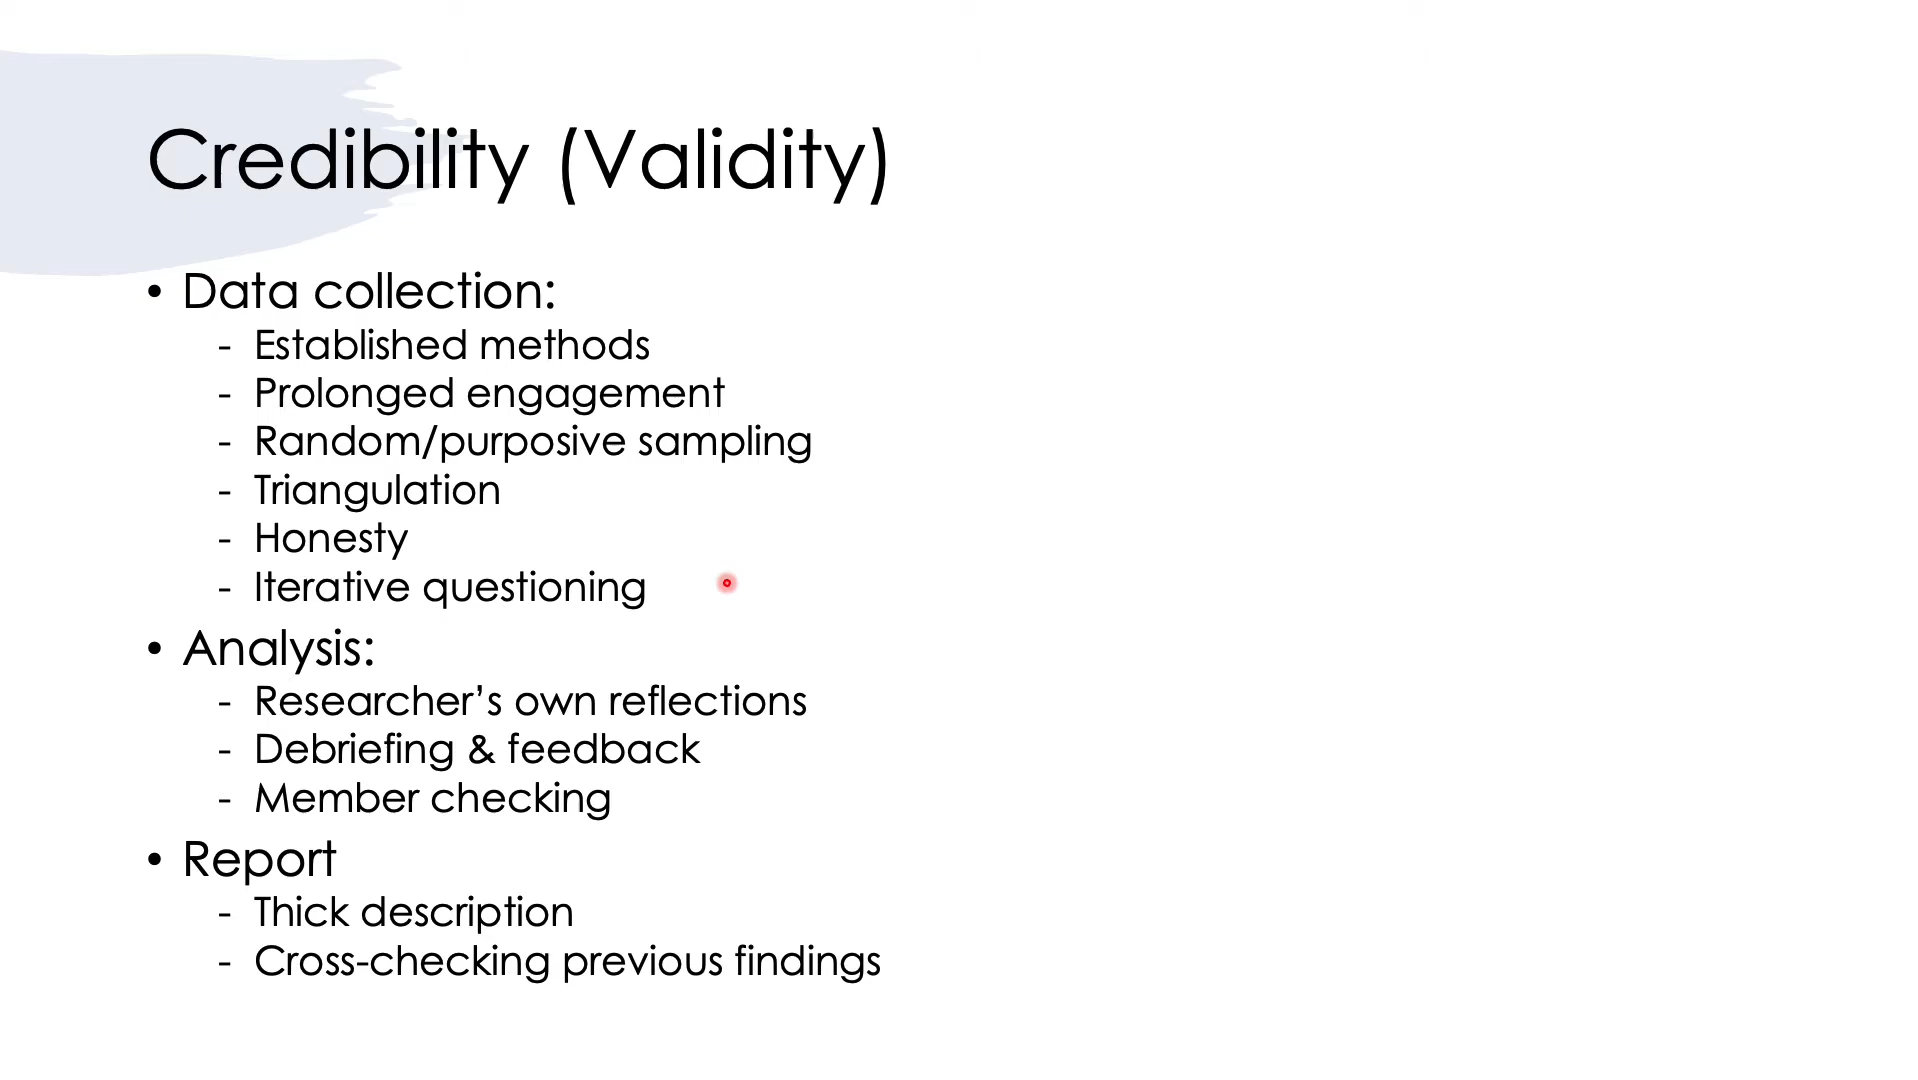 Credibility (Validity)
• Data collection:
- Established methods
- Prolonged engagement
- Random/purposive sampling
- Triangulation
- Honesty
- Iterative questioning
• Analysis:
- Researcher’s own reflections
- Debriefing & feedback
- Member checking
• Report
- Thick description
- Cross-checking previous findings